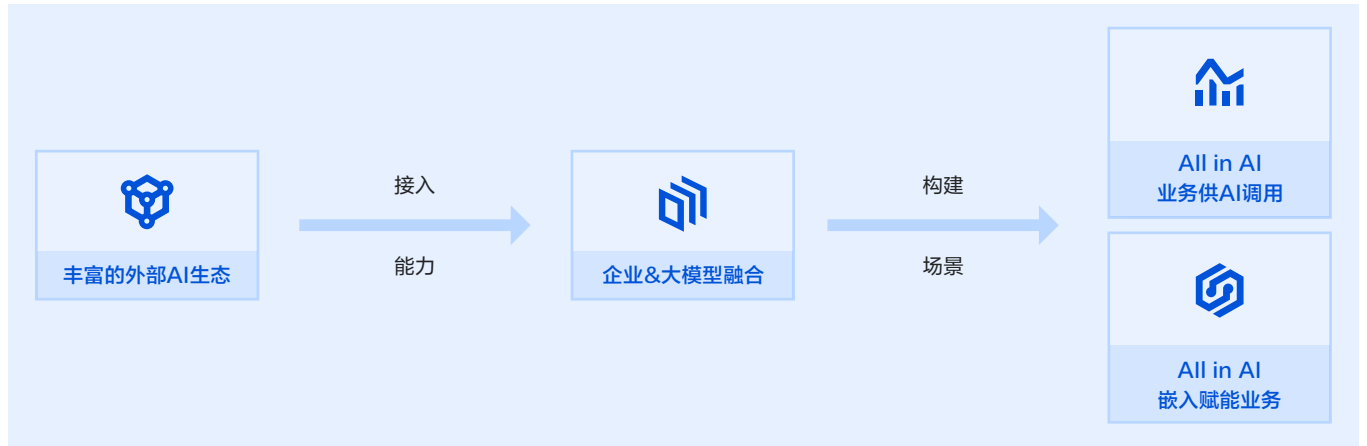 丰富的外部AI生态
接入
能力
企业&大模型融合
构建
场景
All in AI
业务供AI调用
All in AI
嵌入赋能业务